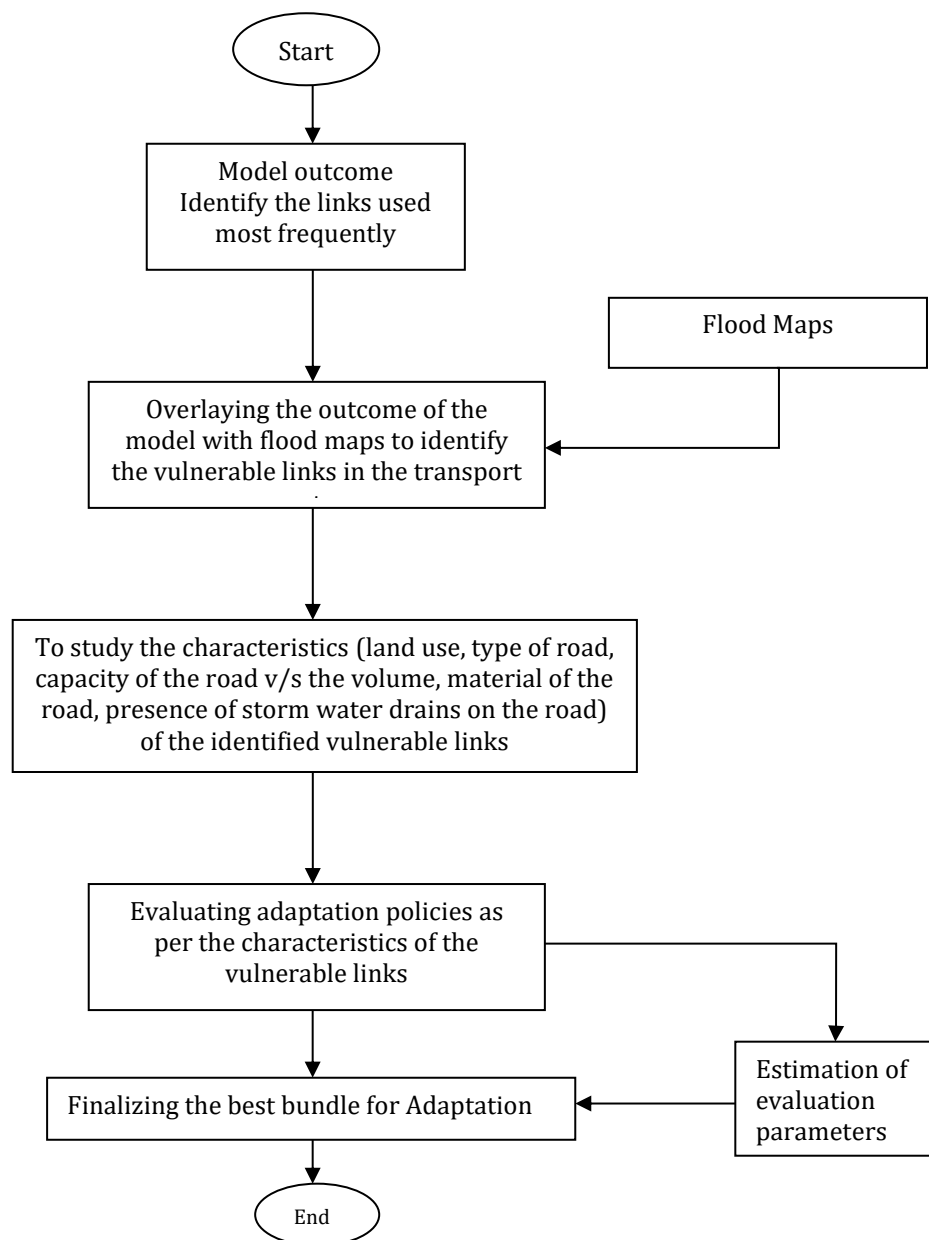 Start
Model outcome
Identify the links used
most frequently
Flood Maps
Overlaying the outcome of the
model with flood maps to identify
the vulnerable links in the transport
To study the characteristics (land use, type of road,
capacity of the road v/s the volume, material of the
road, presence of storm water drains on the road)
of the identified vulnerable links
Evaluating adaptation policies as
per the characteristics of the
vulnerable links
Estimation of
evaluation
parameters
Finalizing the best bundle for Adaptation
End